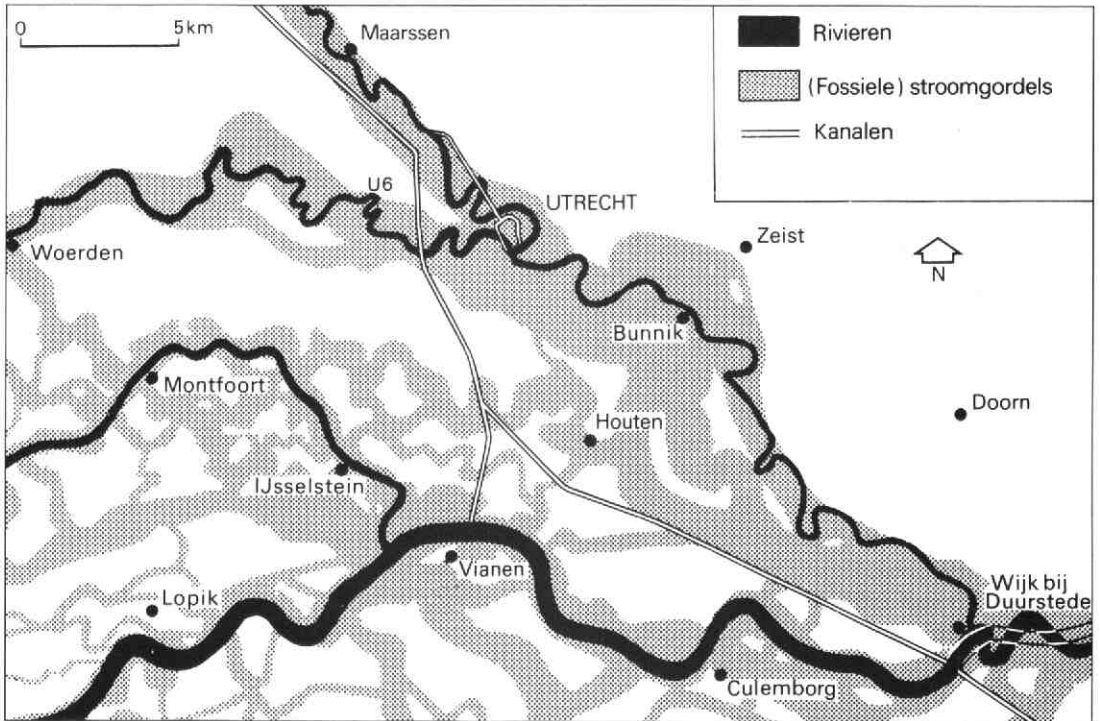 0 5km
Maarssen
Rivieren
(Fossiele) stroomgordels
Kanalen
U6
UTRECHT
Woerden
Zeist
N
Bunnik
Montfoort
Doorn
Houten
IJsselstein
Vianen
Lopik
Wijk bij
Duurstede
Culemborg